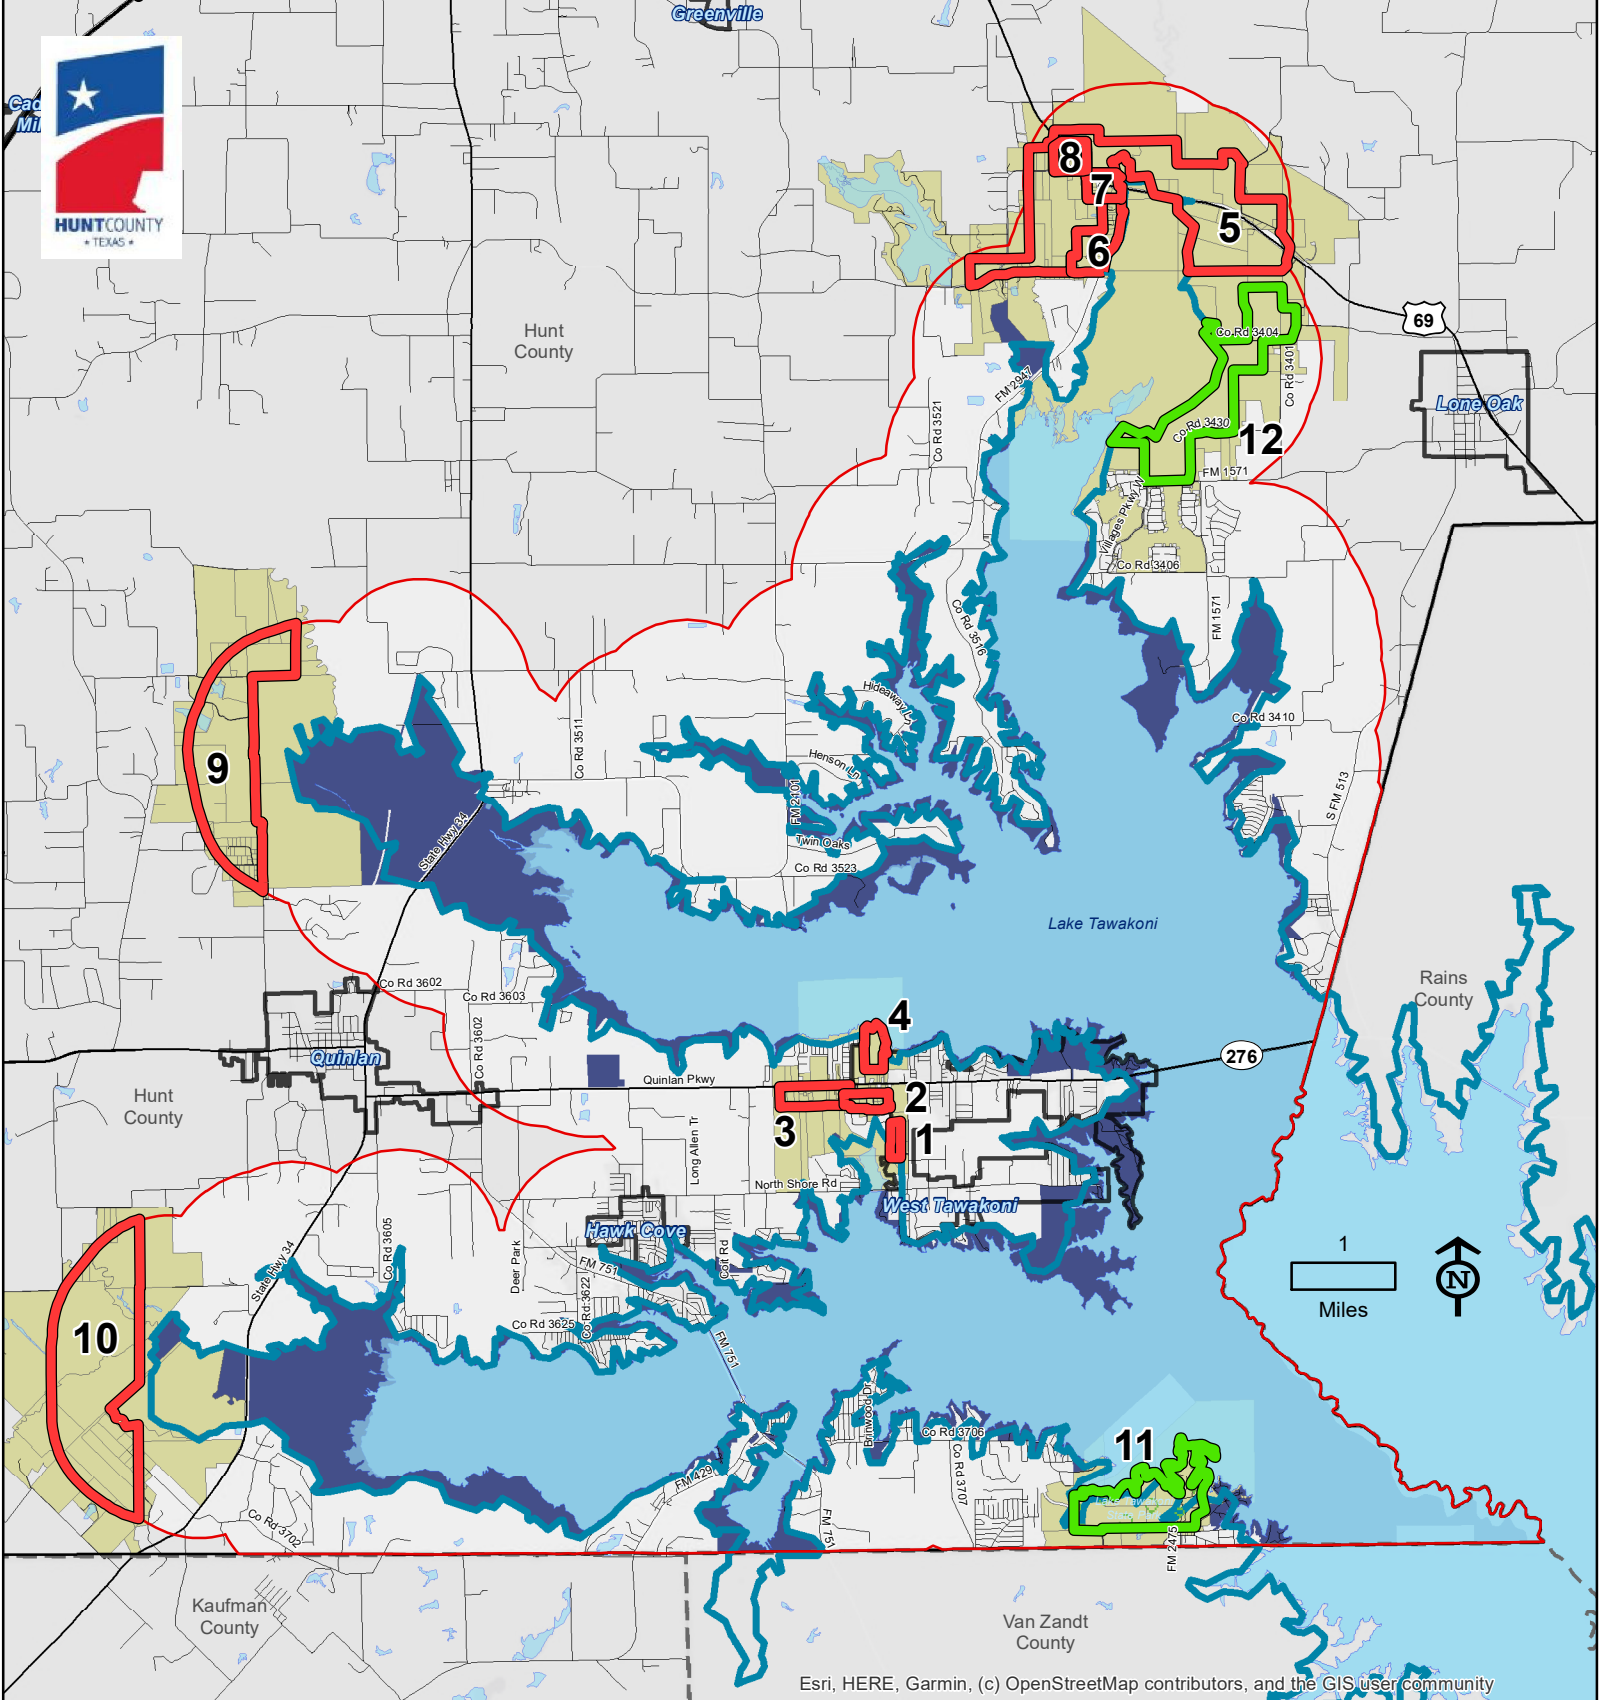 Greenville
Cad
Mil
HUNTCOUNTY
TEXAS
8
7
5
6
69
Hunt
County
Co Rd 3404
Co Rd 3401
FM 2947
Lone Oak
Co Rd 3521
Co Rd 3430
12
FM 1571
Villages Pkwy W
Co Rd 3406
Co Rd 3516
FM 1571
Hideaway Ln
Co Rd 3410
Co Rd 3511
9
Henson Ln
FM 2101
S FM 513
State Hwy 34
Twin Oaks
Co Rd 3523
Lake Tawakoni
Rains
County
Co Rd 3602
Co Rd 3603
4
Co Rd 3602
Quinlan
276
Quinlan Pkwy
Hunt
County
2
3
1
Long Allen Tr
North Shore Rd
West Tawakoni
Hawk Cove
Co Rd 3605
State Hwy 34
Deer Park
FM 751
Coit Rd
1
N
Miles
Co Rd 3622
Co Rd 3625
10
FM 751
Briwood Dr
Co Rd 3706
11
Co Rd 3707
FM 429
Co Rd 3702
FM 751
FM 2475
Kaufman
County
Van Zandt
County
Esri, HERE, Garmin, (c) OpenStreetMap contributors, and the GIS user community